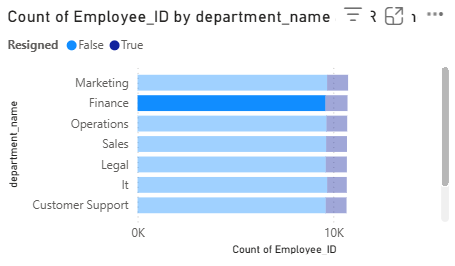 Count of Employee_ID by department_name
Resigned False True
department_name
Marketing
Finance
Operations
Sales
Legal
It
Customer Support
0K 10K
Count of Employee_ID